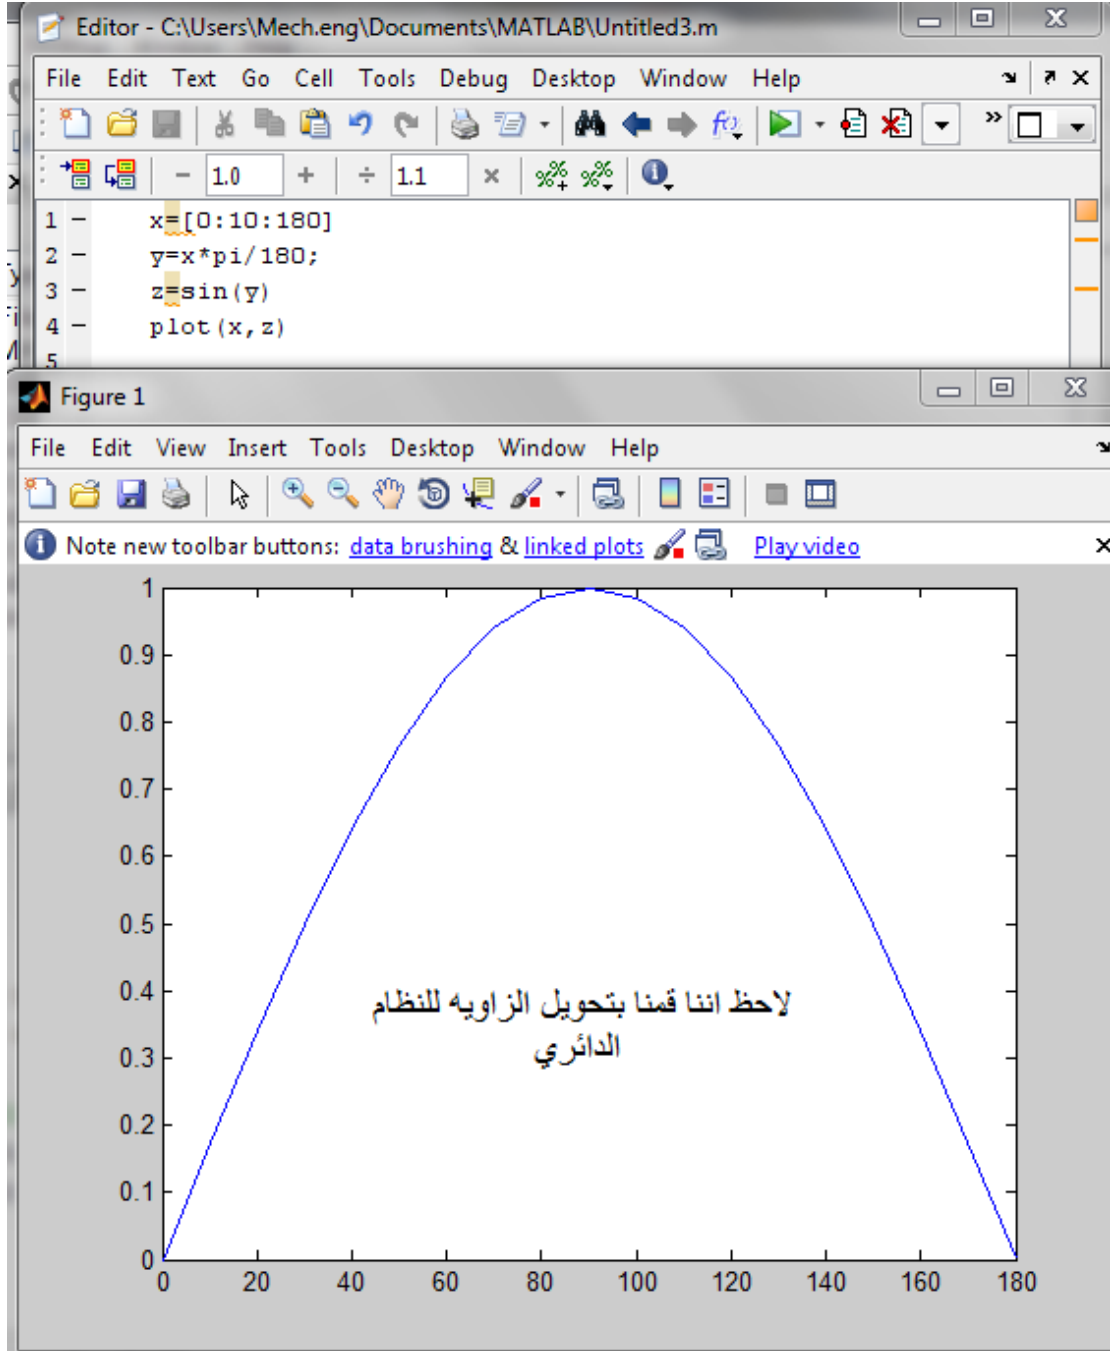 Editor - C:\Users\Mech.eng\Documents\MATLAB\Untitled3.m
File Edit Text Go Cell Tools Debug Desktop Window Help
1.0 1.1
1 x=[0:10:180]
2 y=x*pi/180;
3 z=sin(y)
4 plot(x,z)
5
Figure 1
File Edit View Insert Tools Desktop Window Help
Note new toolbar buttons: data brushing & linked plots Play video
1
0.9
0.8
0.7
0.6
0.5
0.4
لاحظ اننا قمنا بتحويل الزاويه للنظام
الدائري
0.3
0.2
0.1
0
0 20 40 60 80 100 120 140 160 180